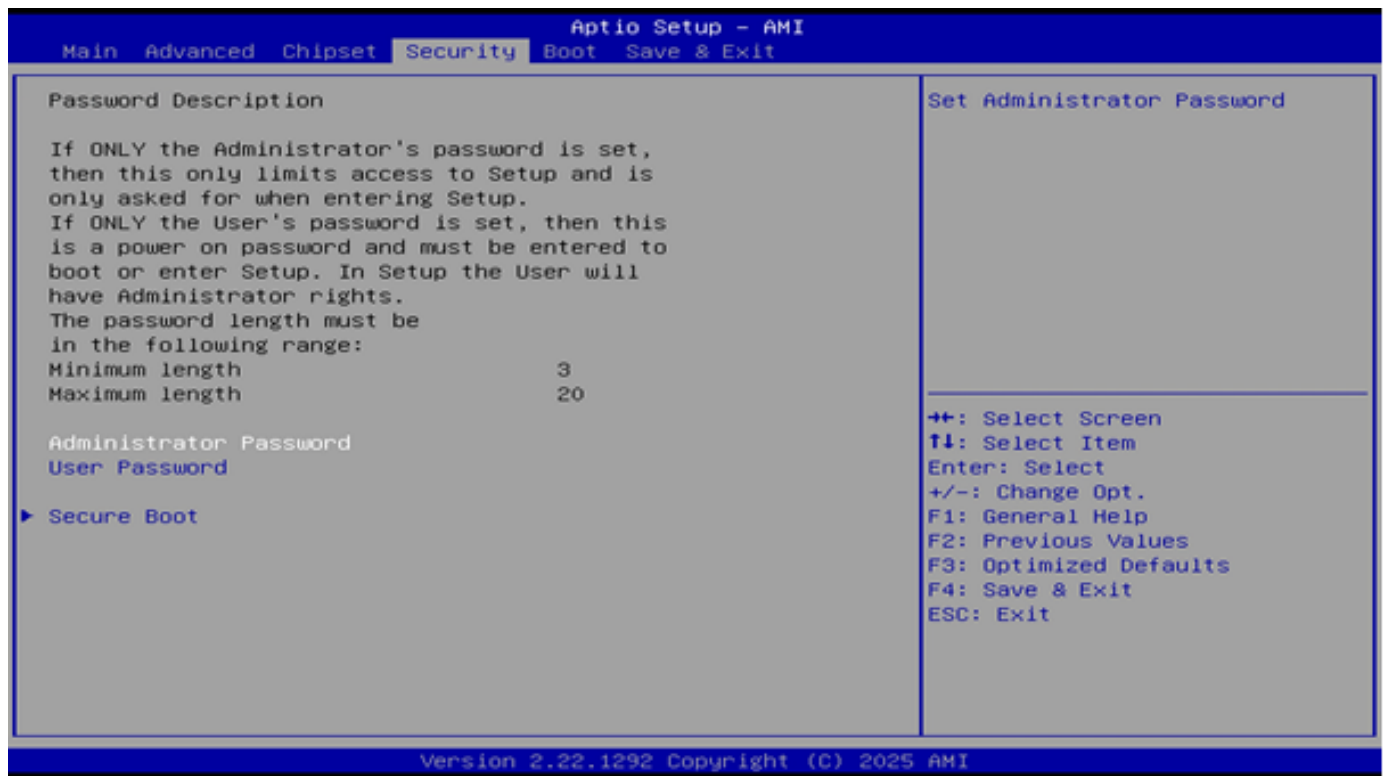 Aptio Setup – AMI
Main Advanced Chipset Security Boot Save & Exit
Password Description
If ONLY the Administrator's password is set,
then this only limits access to Setup and is
only asked for when entering Setup.
If ONLY the User's password is set, then this
is a power on password and must be entered to
boot or enter Setup. In Setup the User will
have Administrator rights.
The password length must be
in the following range:
Minimum length 3
Maximum length 20
Administrator Password
User Password
▶ Secure Boot
Set Administrator Password
→←: Select Screen
↑↓: Select Item
Enter: Select
+/-: Change Opt.
F1: General Help
F2: Previous Values
F3: Optimized Defaults
F4: Save & Exit
ESC: Exit
Version 2.22.1292 Copyright (C) 2025 AMI